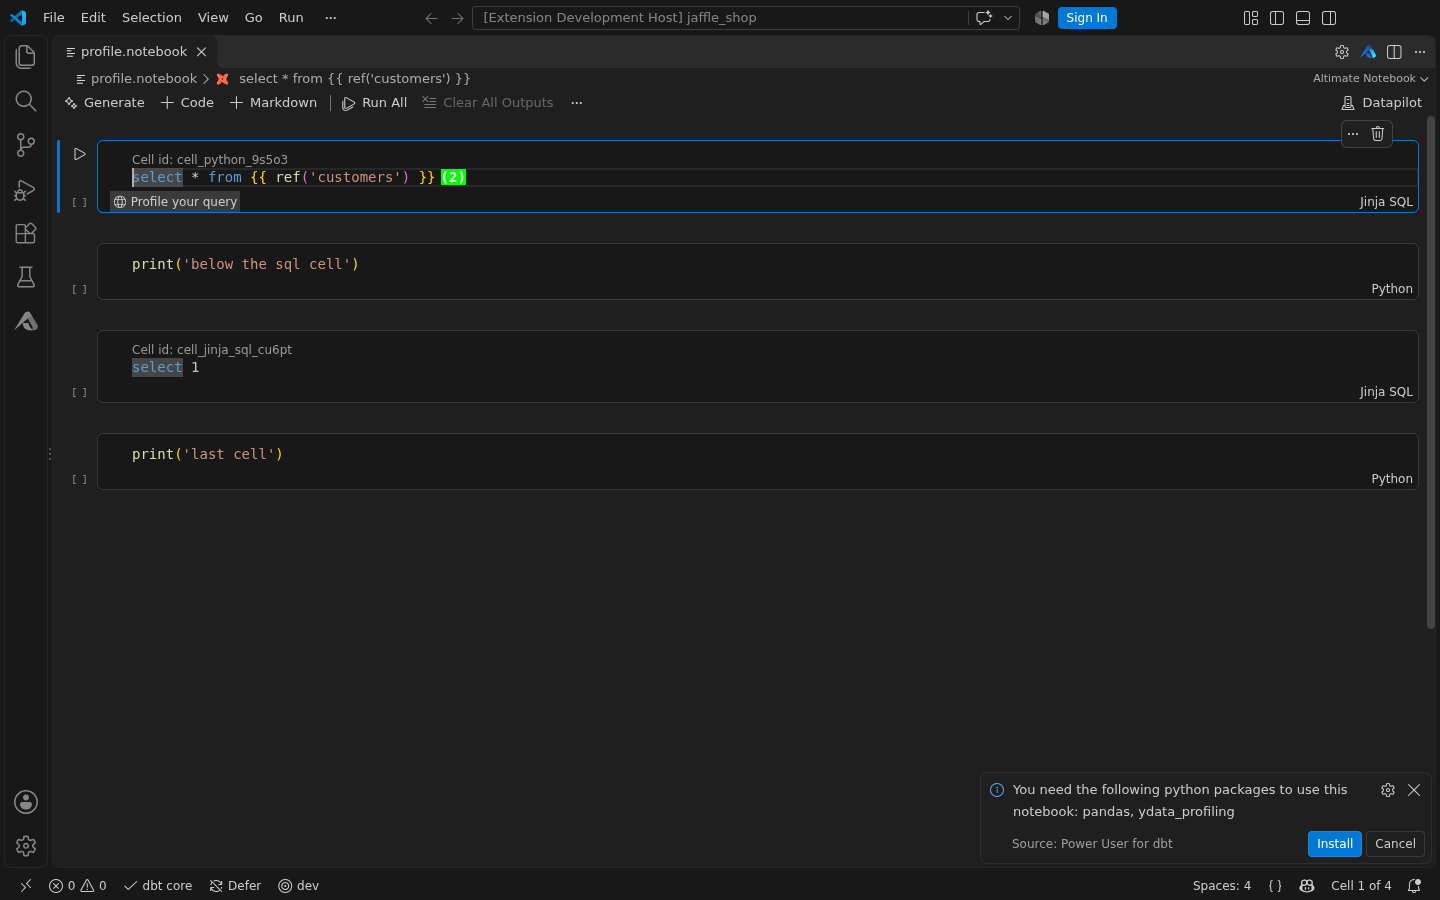 File Edit Selection View Go Run ···
[Extension Development Host] jaffle_shop
Sign In
profile.notebook
profile.notebook > select * from {{ ref('customers') }}
Altimate Notebook
Generate + Code + Markdown | Run All Clear All Outputs ···
Datapilot
Cell id: cell_python_9s5o3
select * from {{ ref('customers') }} (2)
[ ] Profile your query
Jinja SQL
print('below the sql cell')
[ ] Python
Cell id: cell_jinja_sql_cu6pt
select 1
[ ] Jinja SQL
print('last cell')
[ ] Python
You need the following python packages to use this
notebook: pandas, ydata_profiling
Source: Power User for dbt
Install Cancel
0 0 dbt core Defer dev
Spaces: 4 {} Cell 1 of 4